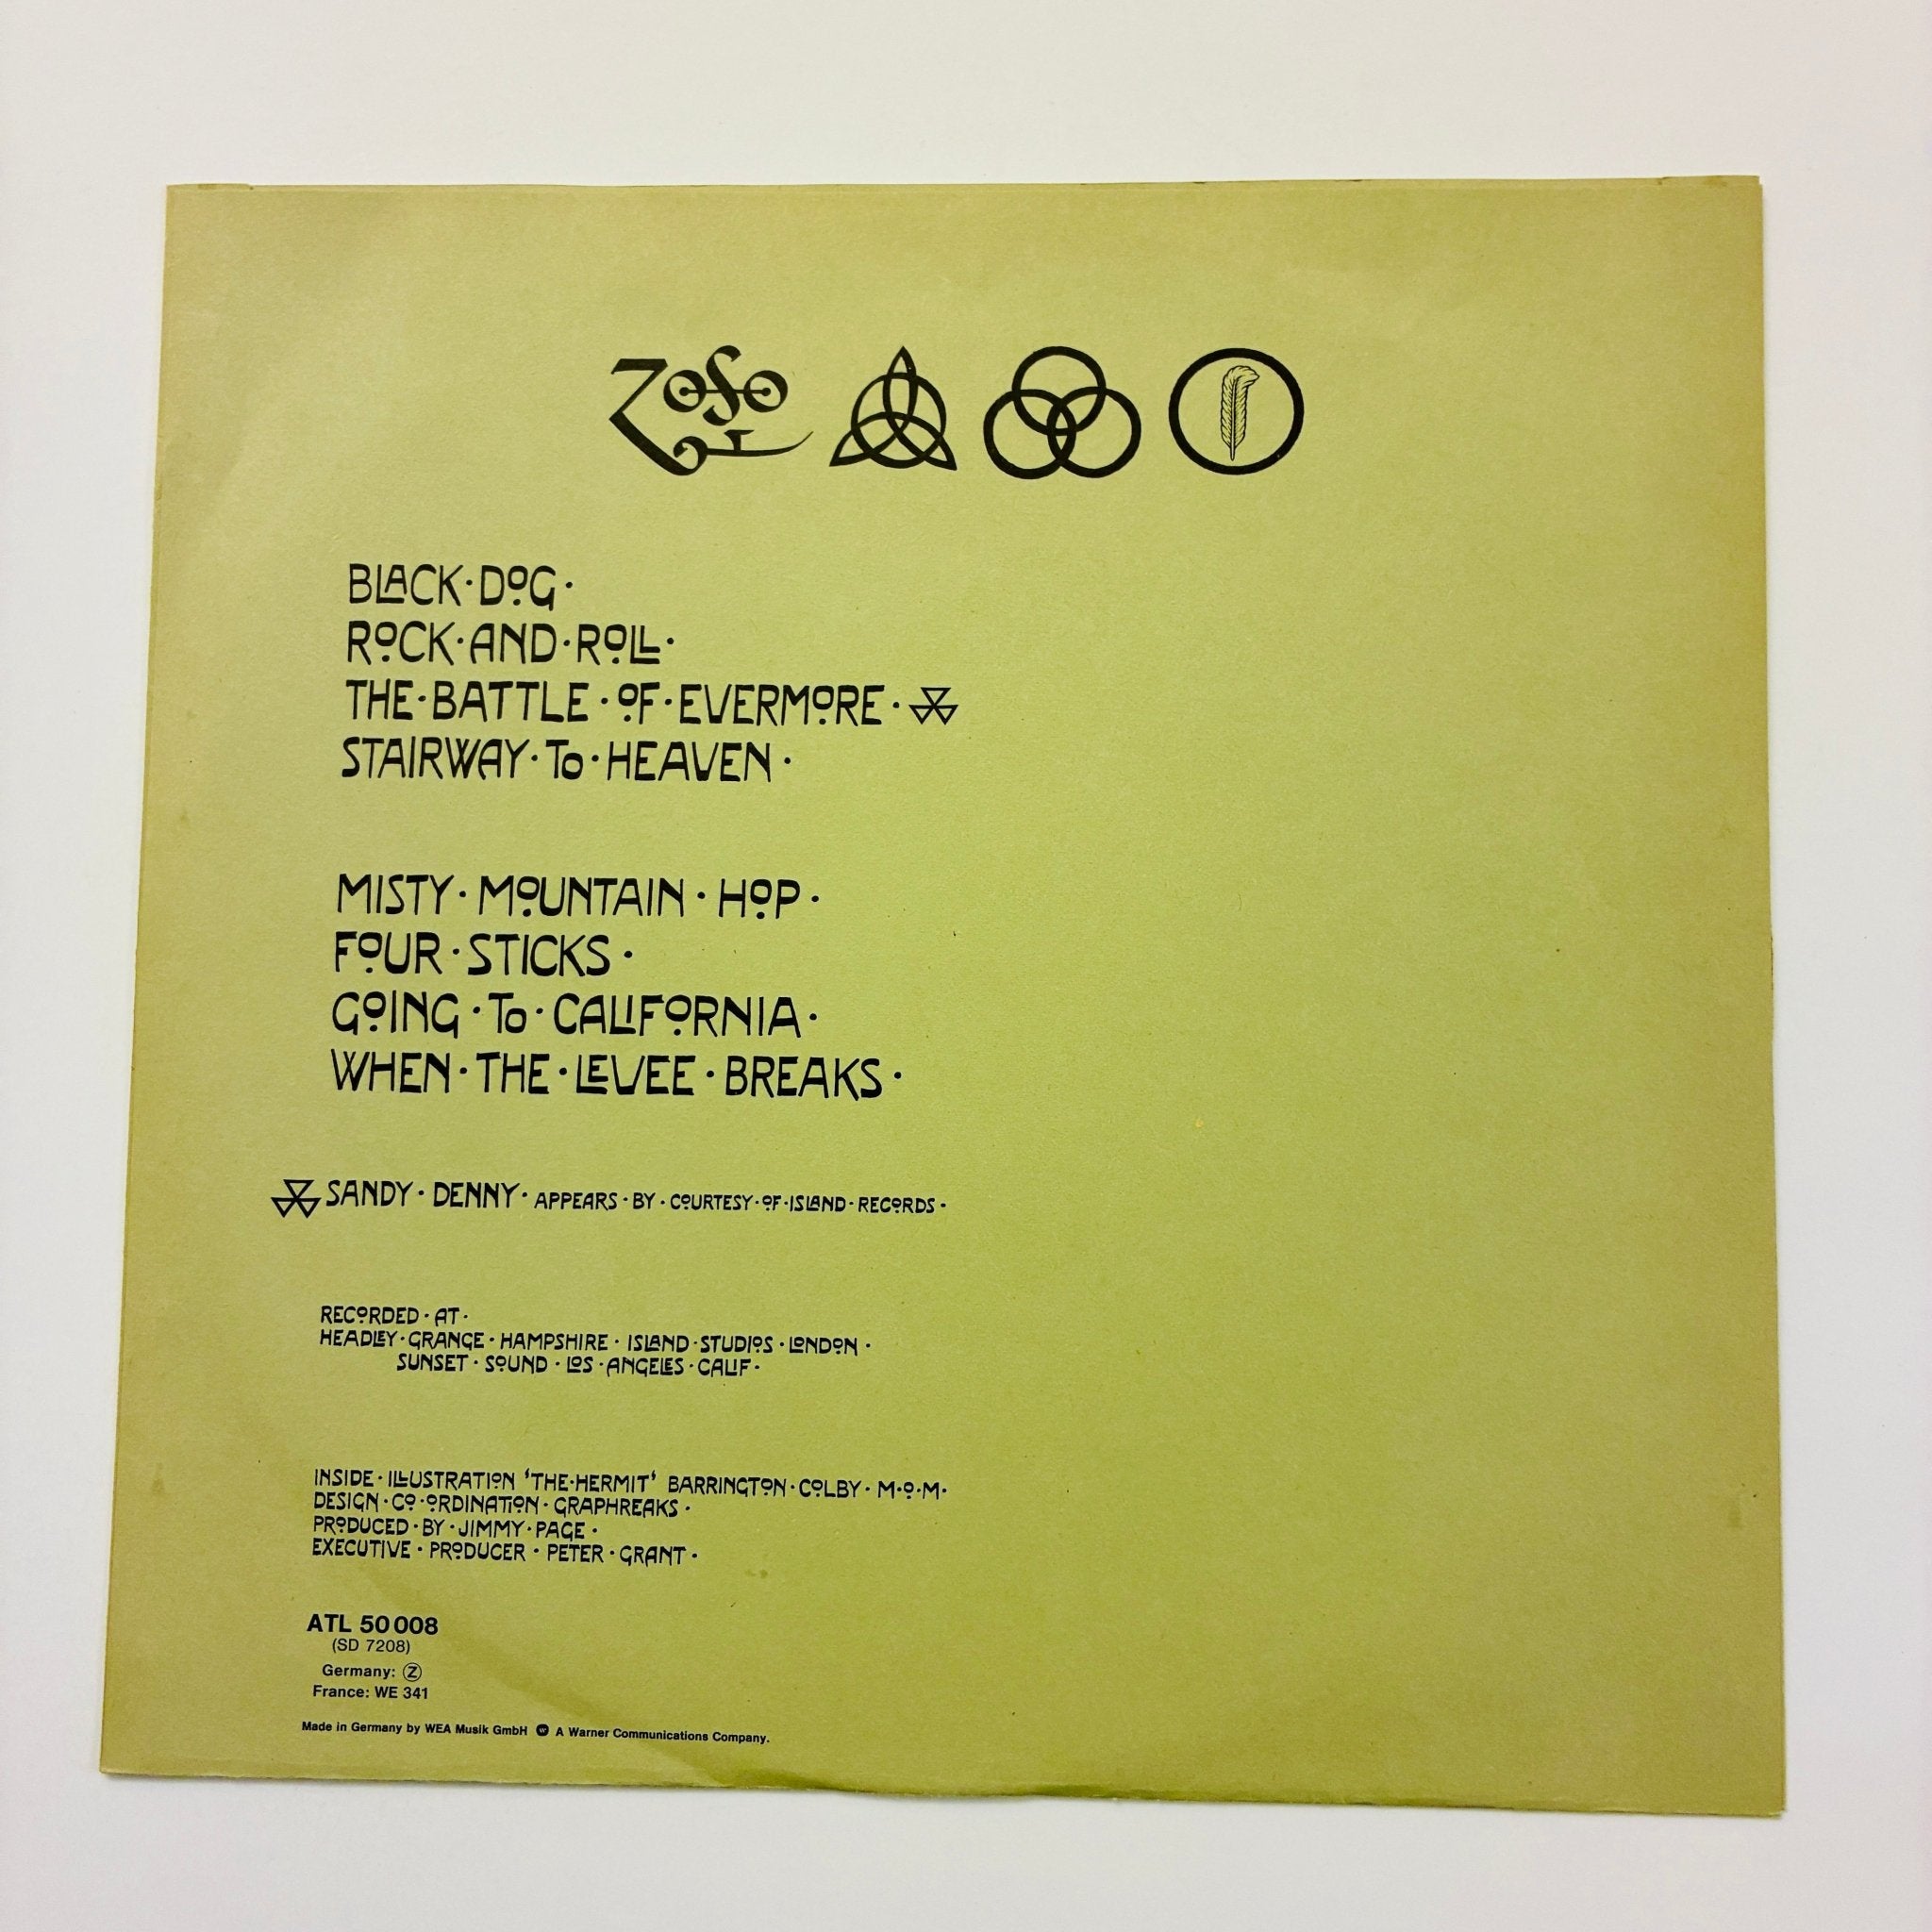 ZOSO
BLACK·DOG·
ROCK·AND·ROLL·
THE·BATTLE·OF·EVERMORE·
STAIRWAY·TO·HEAVEN·
MISTY·MOUNTAIN·HOP·
FOUR·STICKS·
GOING·TO·CALIFORNIA·
WHEN·THE·LEVEE·BREAKS·
SANDY·DENNY·APPEARS·BY·COURTESY·OF·ISLAND·RECORDS·
RECORDED·AT·
HEADLEY·GRANGE·HAMPSHIRE·ISLAND·STUDIOS·LONDON·
SUNSET·SOUND·LOS·ANGELES·CALIF·
INSIDE·ILLUSTRATION 'THE·HERMIT' BARRINGTON·COLBY·M·O·M·
DESIGN·CO·ORDINATION·GRAPHREAKS·
PRODUCED·BY·JIMMY·PAGE·
EXECUTIVE·PRODUCER·PETER·GRANT·
ATL 50 008
(SD 7208)
Germany: Ⓩ
France: WE 341
Made in Germany by WEA Musik GmbH A Warner Communications Company.